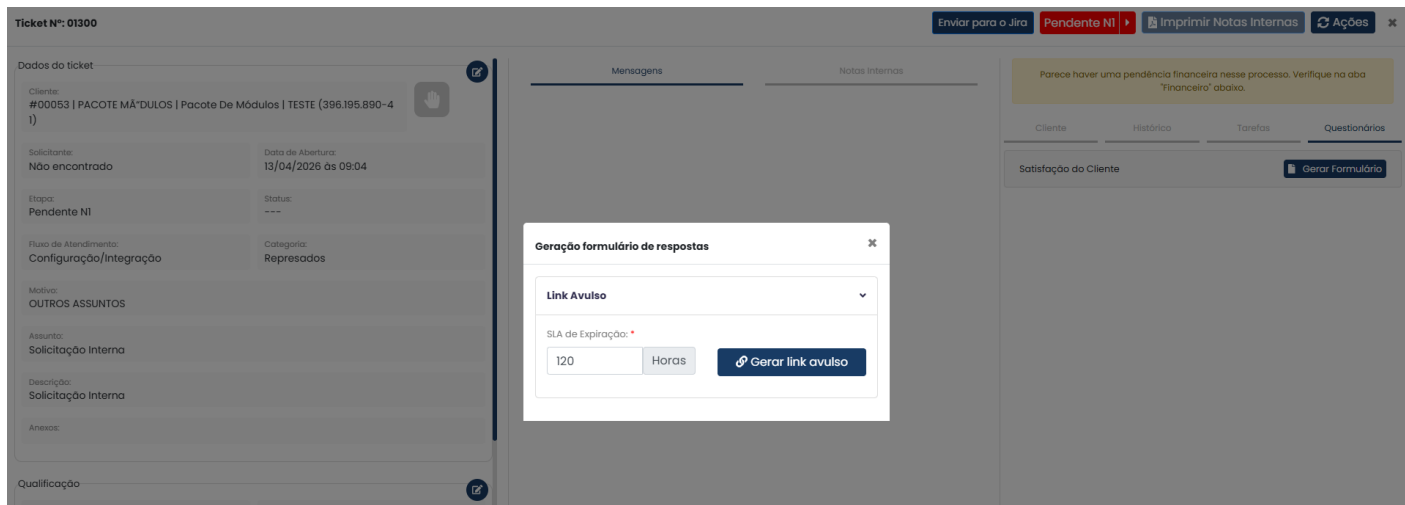 Ticket Nº: 01300
Enviar para o Jira
Pendente N1
Imprimir Notas Internas
Ações
Dados do ticket
Cliente:
#00053 | PACOTE MÃ“DULOS | Pacote De Módulos | TESTE (396.195.890-4
1)
Solicitante:
Não encontrado
Data de Abertura:
13/04/2026 às 09:04
Etapa:
Pendente N1
Status:
---
Fluxo de Atendimento:
Configuração/Integração
Categoria:
Represados
Motivo:
OUTROS ASSUNTOS
Assunto:
Solicitação Interna
Descrição:
Solicitação Interna
Anexos:
Qualificação
Mensagens
Notas Internas
Geração formulário de respostas
Link Avulso
SLA de Expiração: *
120
Horas
Gerar link avulso
Parece haver uma pendência financeira nesse processo. Verifique na aba
"Financeiro" abaixo.
Cliente
Histórico
Tarefas
Questionários
Satisfação do Cliente
Gerar Formulário